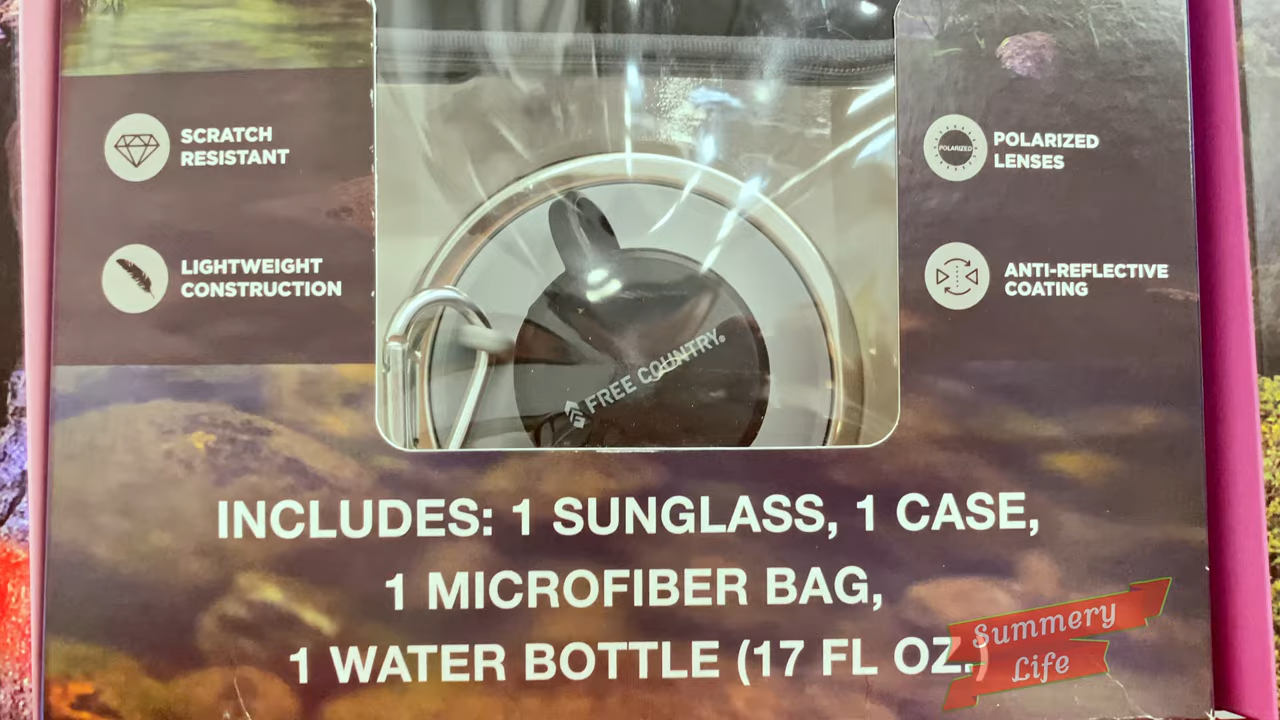 SCRATCH
RESISTANT
LIGHTWEIGHT
CONSTRUCTION
POLARIZED
POLARIZED
LENSES
ANTI-REFLECTIVE
COATING
FREE COUNTRY®
INCLUDES: 1 SUNGLASS, 1 CASE,
1 MICROFIBER BAG,
1 WATER BOTTLE (17 FL OZ.)
Summery
Life